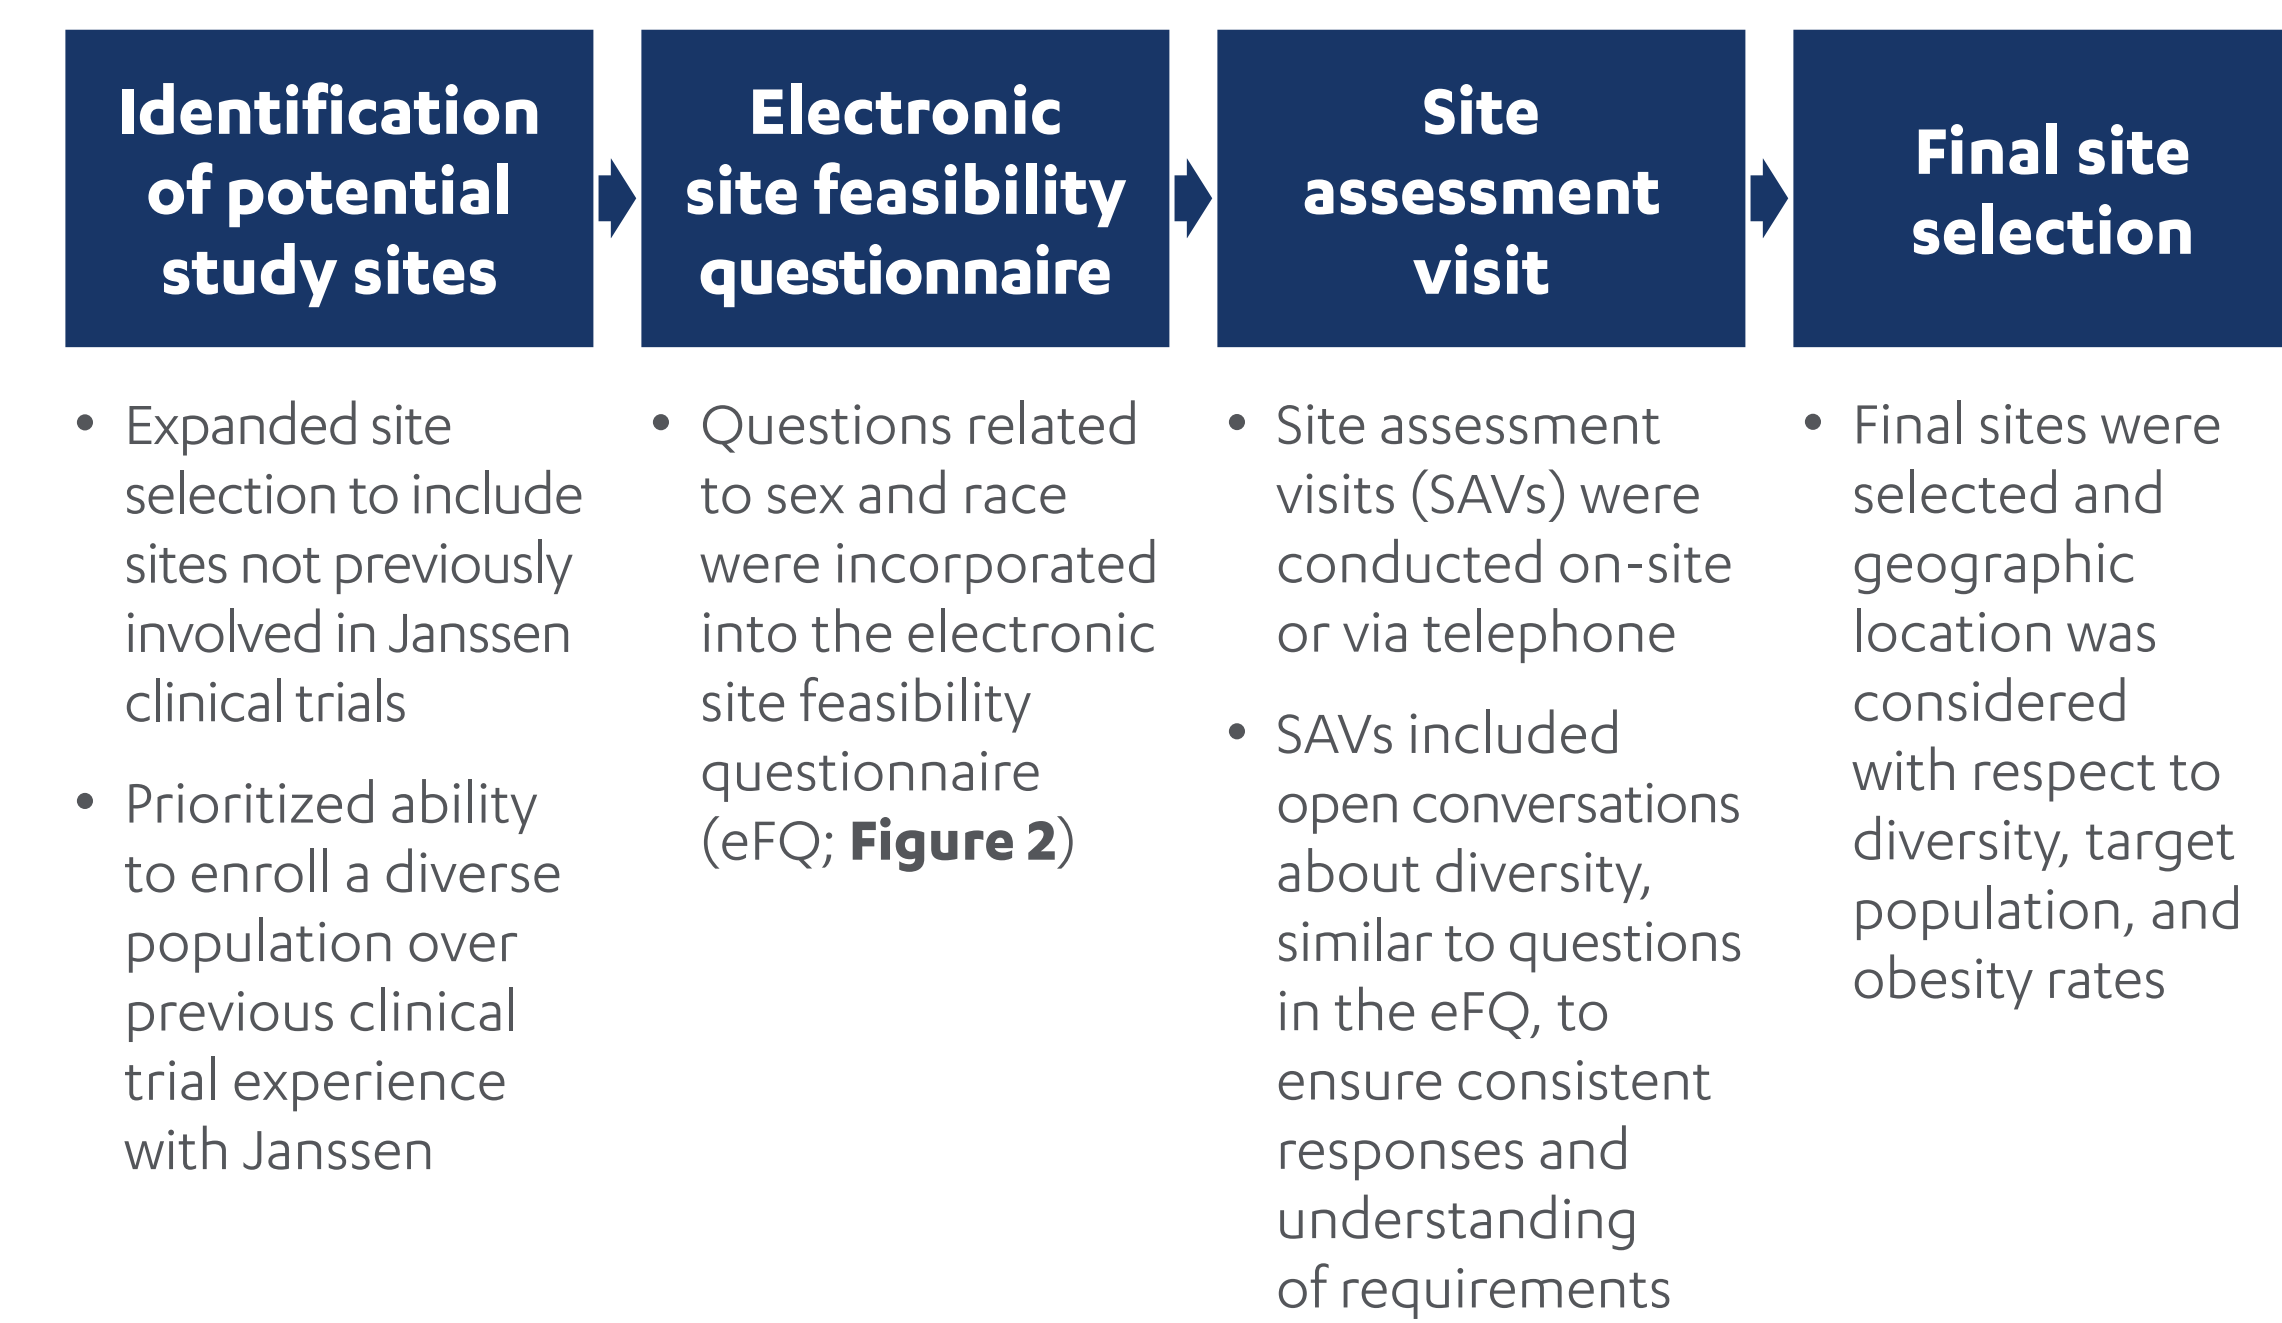 Identification
of potential
study sites
Electronic
site feasibility
questionnaire
Site
assessment
visit
Final site
selection
• Expanded site
selection to include
sites not previously
involved in Janssen
clinical trials
• Prioritized ability
to enroll a diverse
population over
previous clinical
trial experience
with Janssen
• Questions related
to sex and race
were incorporated
into the electronic
site feasibility
questionnaire
(eFQ; Figure 2)
• Site assessment
visits (SAVs) were
conducted on-site
or via telephone
• SAVs included
open conversations
about diversity,
similar to questions
in the eFQ, to
ensure consistent
responses and
understanding
of requirements
• Final sites were
selected and
geographic
location was
considered
with respect to
diversity, target
population, and
obesity rates